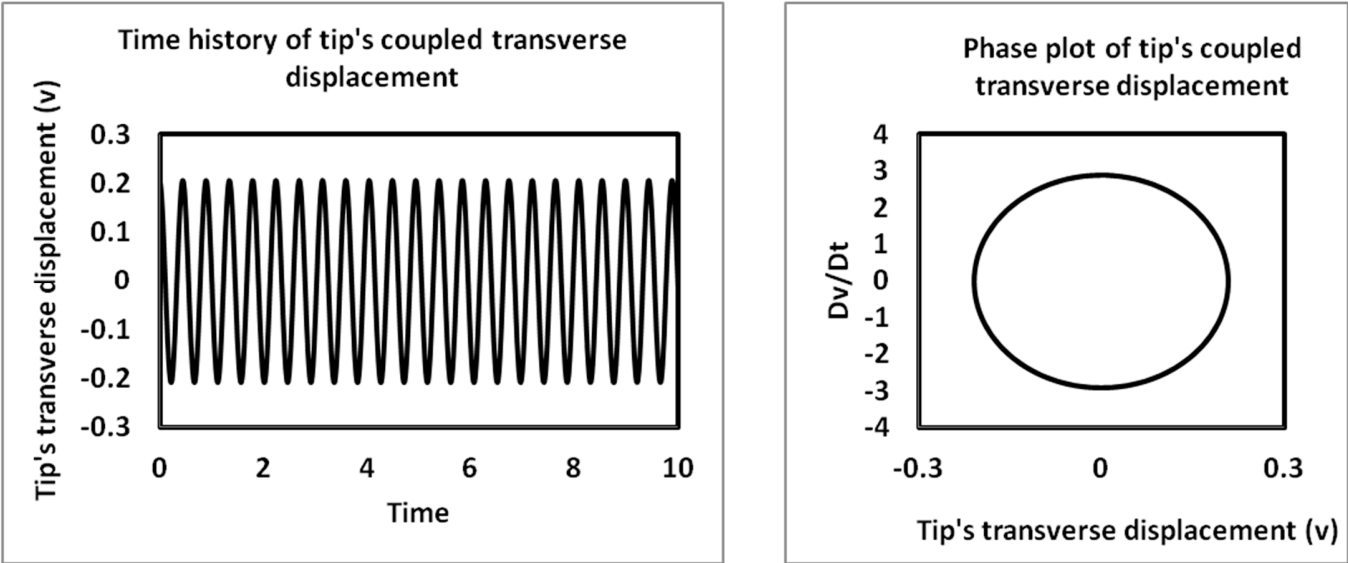 Time history of tip's coupled transverse
displacement
Tip's transverse displacement (v)
0.3
0.2
0.1
0
-0.1
-0.2
-0.3
0 2 4 6 8 10
Time
Phase plot of tip's coupled
transverse displacement
Dv/Dt
4
3
2
1
0
-1
-2
-3
-4
-0.3 0 0.3
Tip's transverse displacement (v)